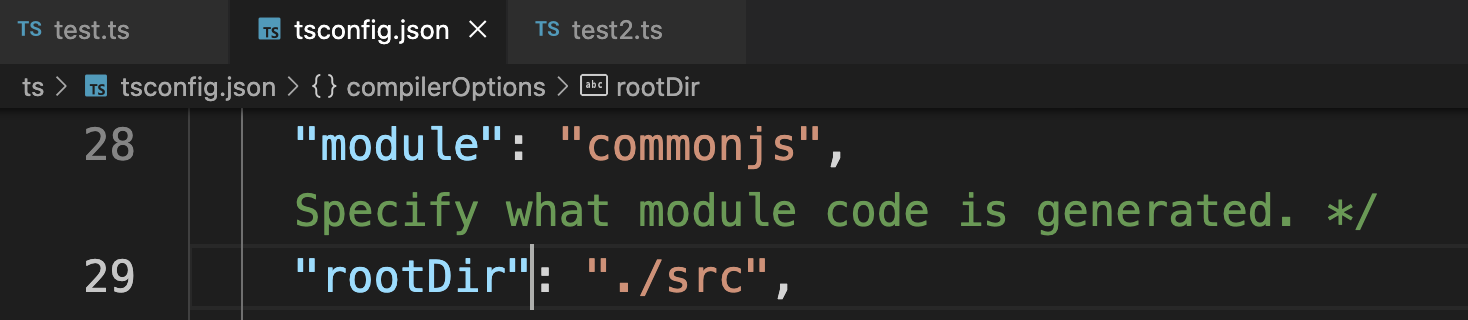 TS test.ts TS tsconfig.json × TS test2.ts
ts > TS tsconfig.json > {} compilerOptions > abc rootDir
28 "module": "commonjs",
Specify what module code is generated. */
29 "rootDir": "./src",